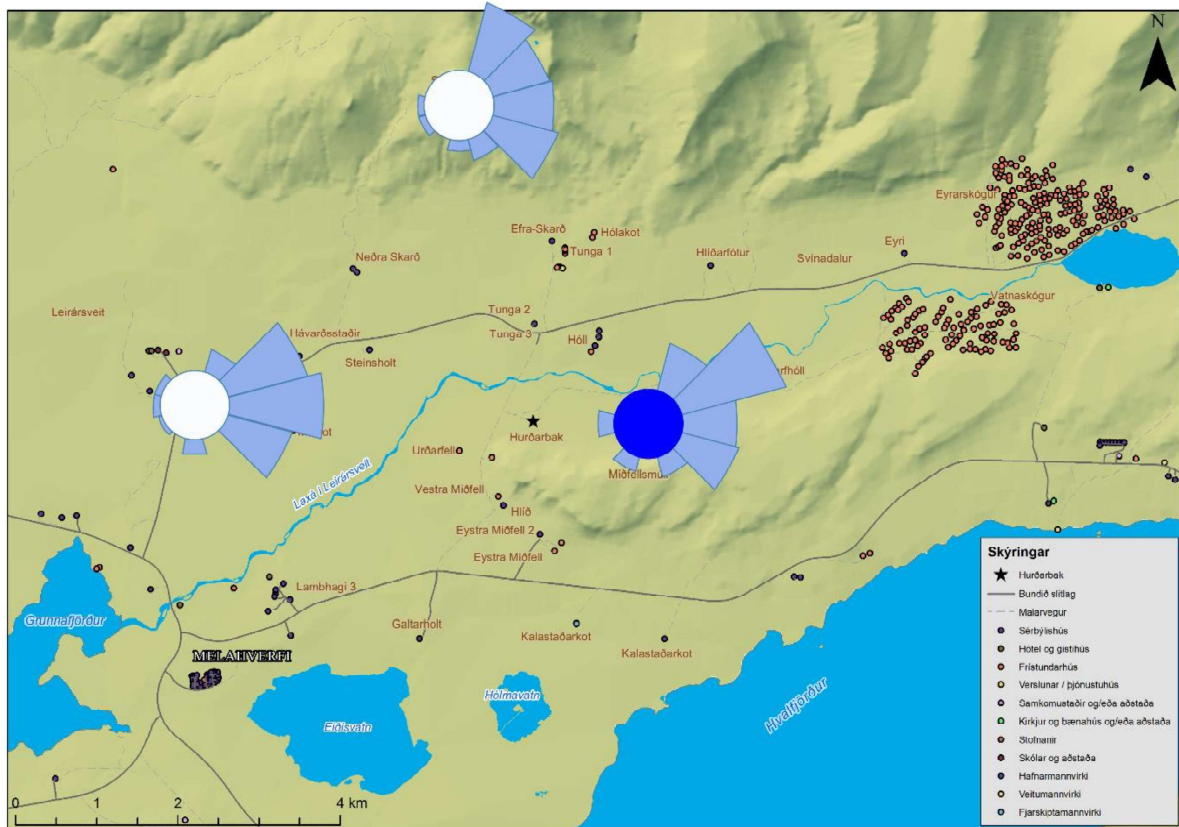 N
Eyrarskógur
Hólakot
Efra-Skarð
Tunga 1
Neðra Skarð
Hlíðarfótur
Eyri
Svínadalur
Vatnaskógur
Leirársveit
Tunga 2
Tunga 3
Hávarðsstaðir
Hóll
Steinsholt
Hurðarbak
Urðarfell
Laxá í Leirársveit
Vestra Miðfell
Hlíð
Eystra Miðfell 2
Eystra Miðfell
Lambhagi 3
Grunnafjörður
Galtarholt
Kalastaðarkot
Kalastaðarkot
MELAHVERFI
Hólmavatn
Eiðisvatn
Hvalfjörður
0 1 2 4 km
Skýringar
Hurðarbak
Bundið slitlag
Malarvegur
Sérbýlishús
Hótel og gistihús
Frístundarhús
Verslunar / þjónustuhús
Samkomustaðir og/eða aðstaða
Kirkjur og bænahús og/eða aðstaða
Stofnanir
Skólar og aðstaða
Hafnarmannvirki
Veitumannvirki
Fjarskiptamannvirki